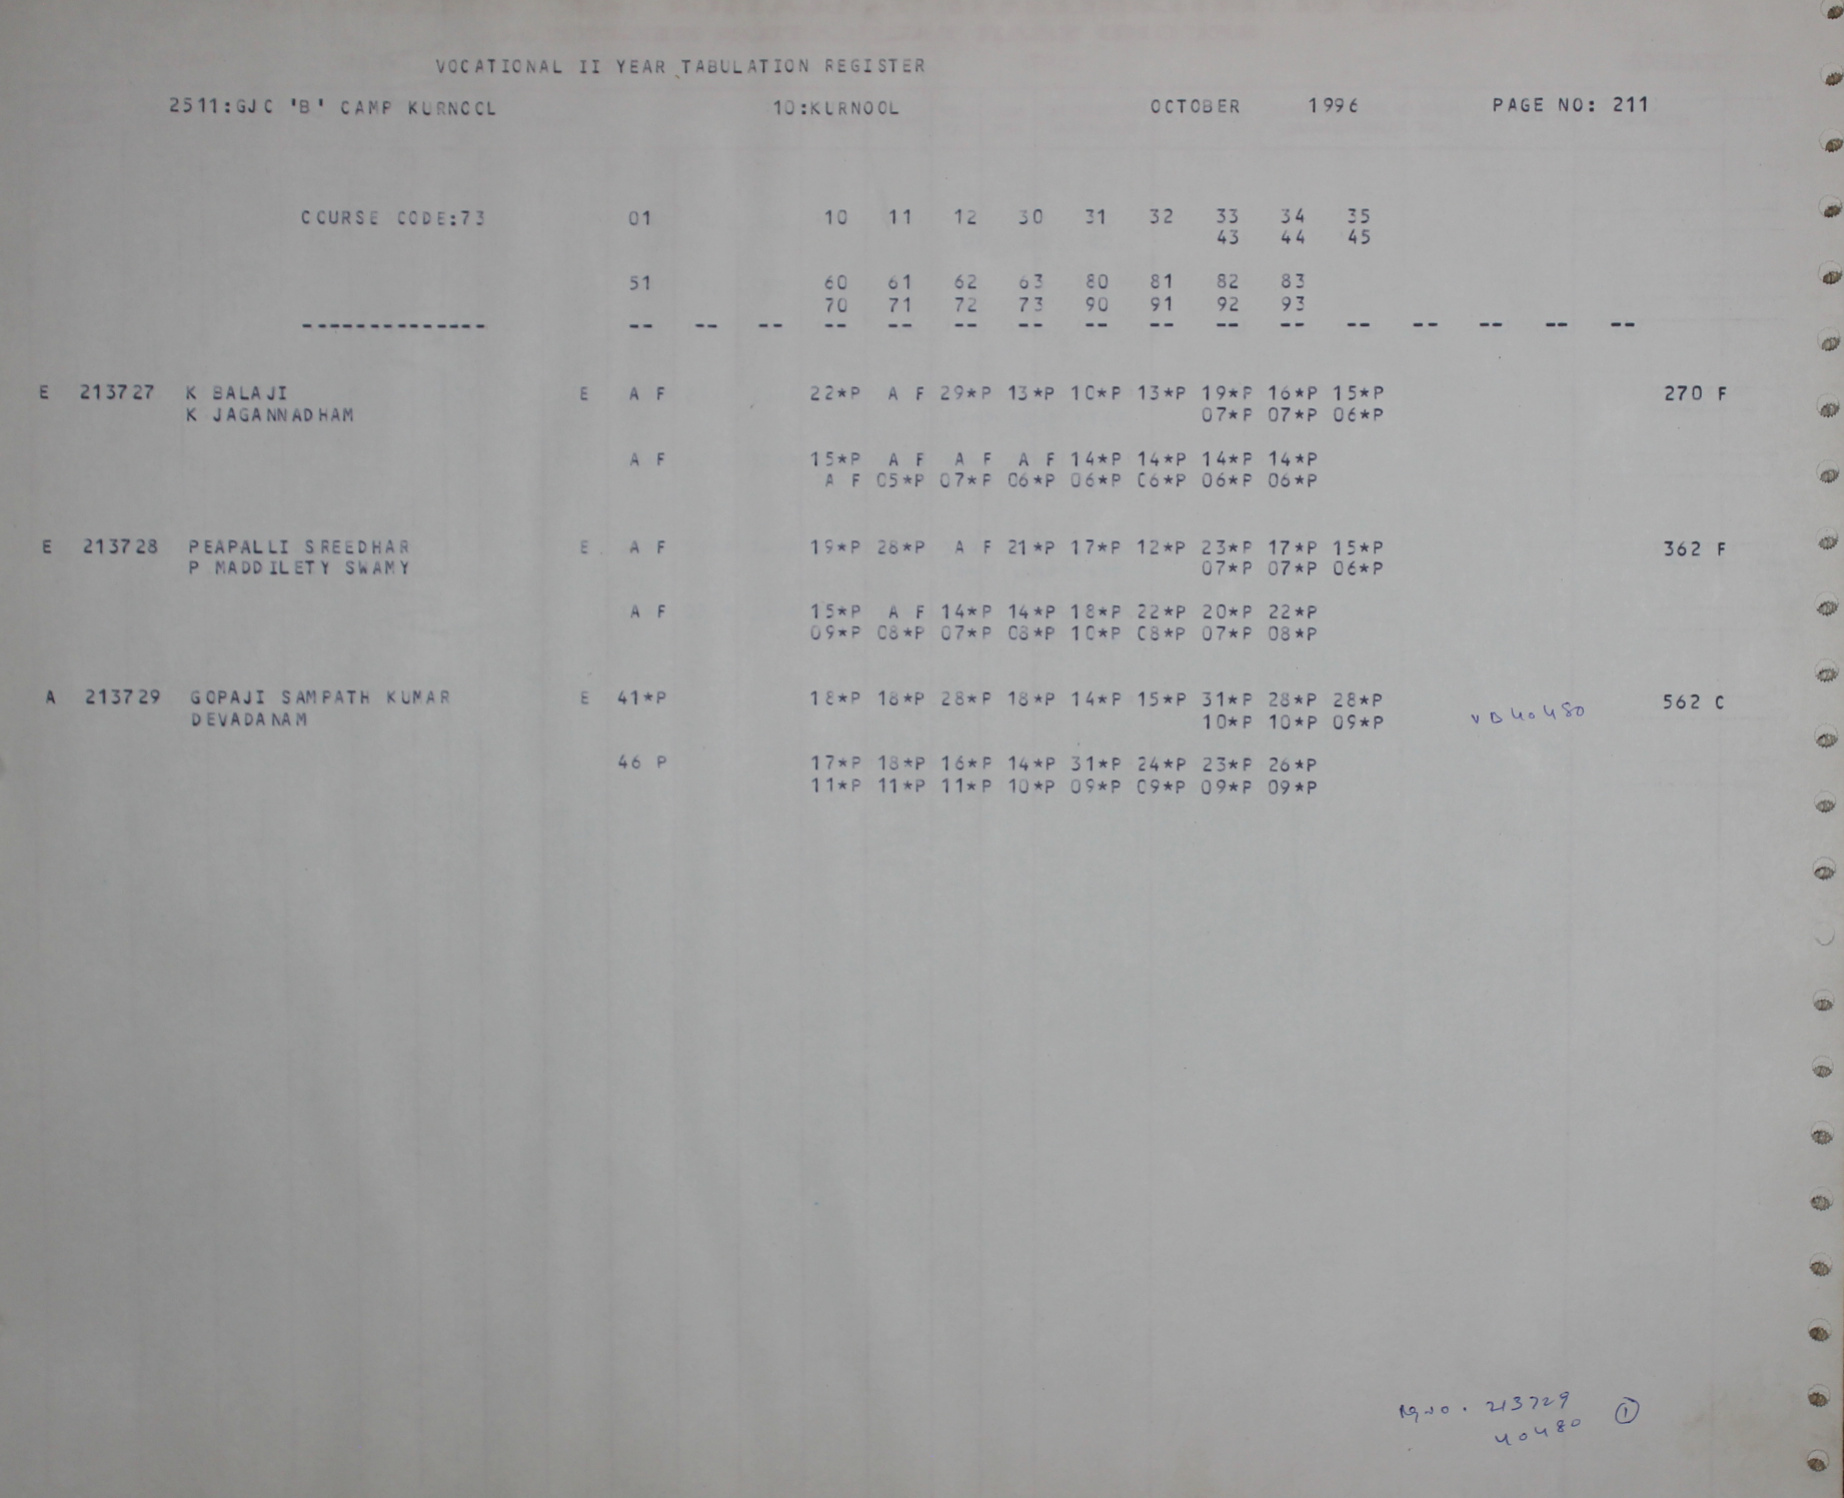 VOCATIONAL II YEAR TABULATION REGISTER
2511:GJC 'B' CAMP KURNOOL 10:KURNOOL OCTOBER 1996 PAGE NO: 211
COURSE CODE:73 01 10 11 12 30 31 32 33 34 35
43 44 45
51 60 61 62 63 80 81 82 83
70 71 72 73 90 91 92 93
-------------- -- -- -- -- -- -- -- -- -- -- -- -- -- -- -- --
E 213727 K BALAJI E A F 22*P A F 29*P 13*P 10*P 13*P 19*P 16*P 15*P 270 F
K JAGANNADHAM 07*P 07*P 06*P
A F 15*P A F A F A F 14*P 14*P 14*P 14*P
A F 05*P 07*P 06*P 06*P 06*P 06*P 06*P
E 213728 PEAPALLI SREEDHAR E A F 19*P 28*P A F 21*P 17*P 12*P 23*P 17*P 15*P 362 F
P MADDILETY SWAMY 07*P 07*P 06*P
A F 15*P A F 14*P 14*P 18*P 22*P 20*P 22*P
09*P 08*P 07*P 08*P 10*P 08*P 07*P 08*P
A 213729 GOPAJI SAMPATH KUMAR E 41*P 18*P 18*P 28*P 18*P 14*P 15*P 31*P 28*P 28*P 562 C
DEVADANAM 10*P 10*P 09*P VB40480
46 P 17*P 18*P 16*P 14*P 31*P 24*P 23*P 26*P
11*P 11*P 11*P 10*P 09*P 09*P 09*P 09*P
213729 1
40480